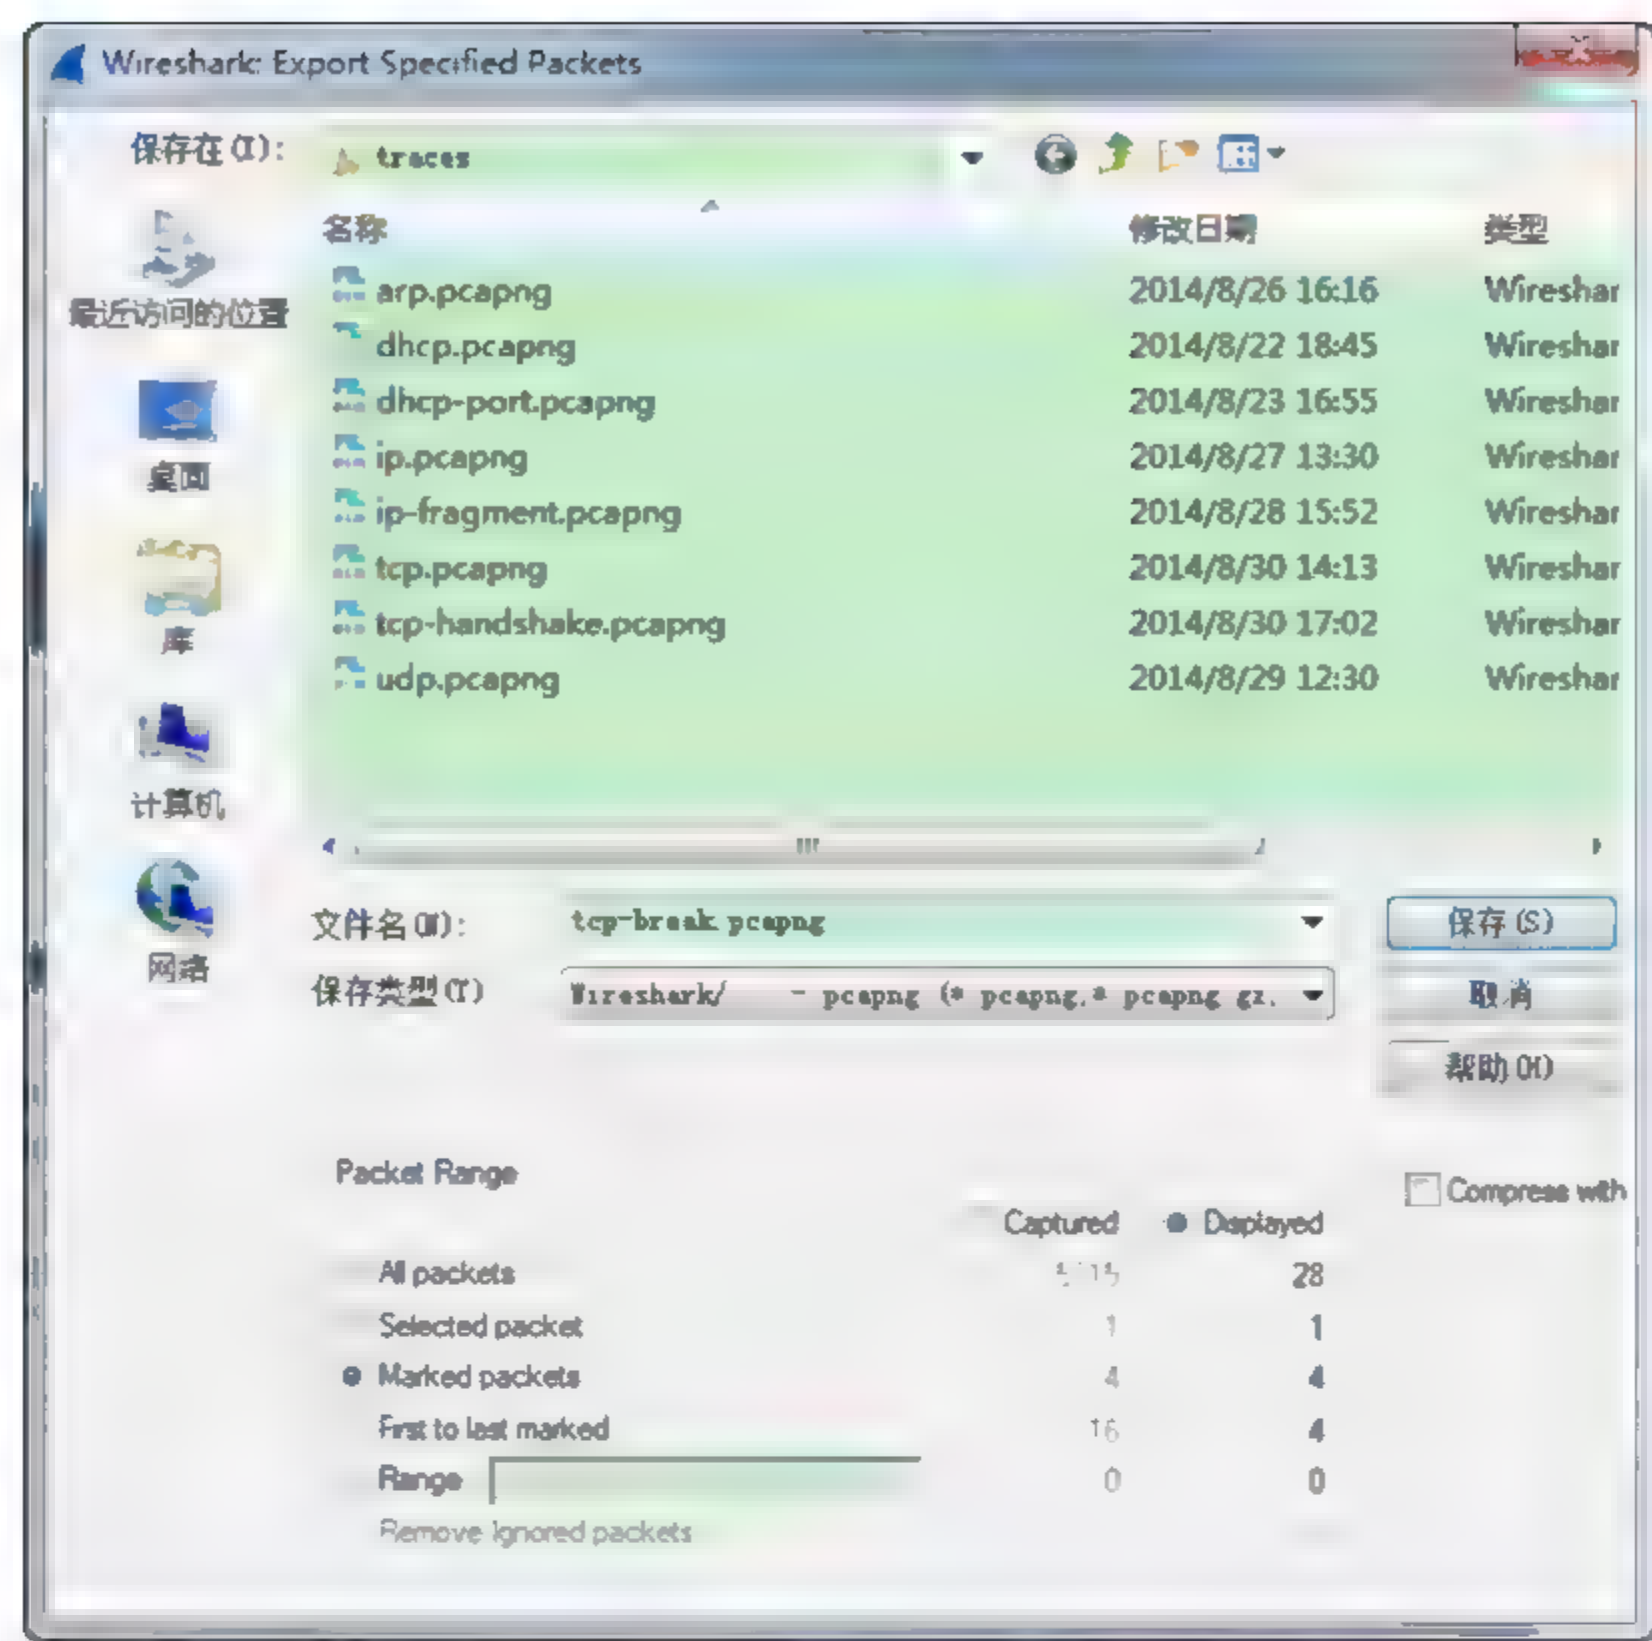 Wireshark: Export Specified Packets
保存在(I): traces
名称 修改日期 类型
最近访问的位置
arp.pcapng 2014/8/26 16:16 Wireshar
dhcp.pcapng 2014/8/22 18:45 Wireshar
dhcp-port.pcapng 2014/8/23 16:55 Wireshar
桌面
ip.pcapng 2014/8/27 13:30 Wireshar
ip-fragment.pcapng 2014/8/28 15:52 Wireshar
tcp.pcapng 2014/8/30 14:13 Wireshar
库
tcp-handshake.pcapng 2014/8/30 17:02 Wireshar
udp.pcapng 2014/8/29 12:30 Wireshar
计算机
网络
文件名(N): tcp-break pcapng 保存(S)
保存类型(T) Wireshark/ - pcapng (* pcapng,* pcapng gz, 取消
帮助(H)
Packet Range
Compress with
Captured Displayed
All packets 28
Selected packet 1 1
Marked packets 4 4
First to last marked 16 4
Range 0 0
Remove Ignored packets